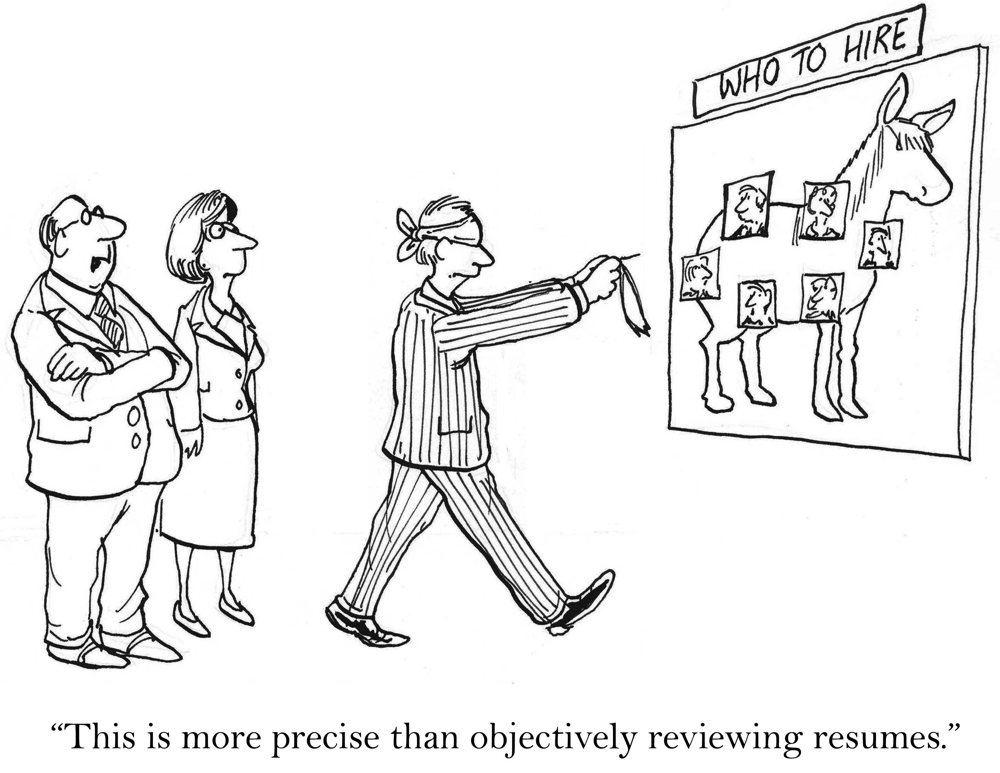 WHO TO HIRE
“This is more precise than objectively reviewing resumes.”